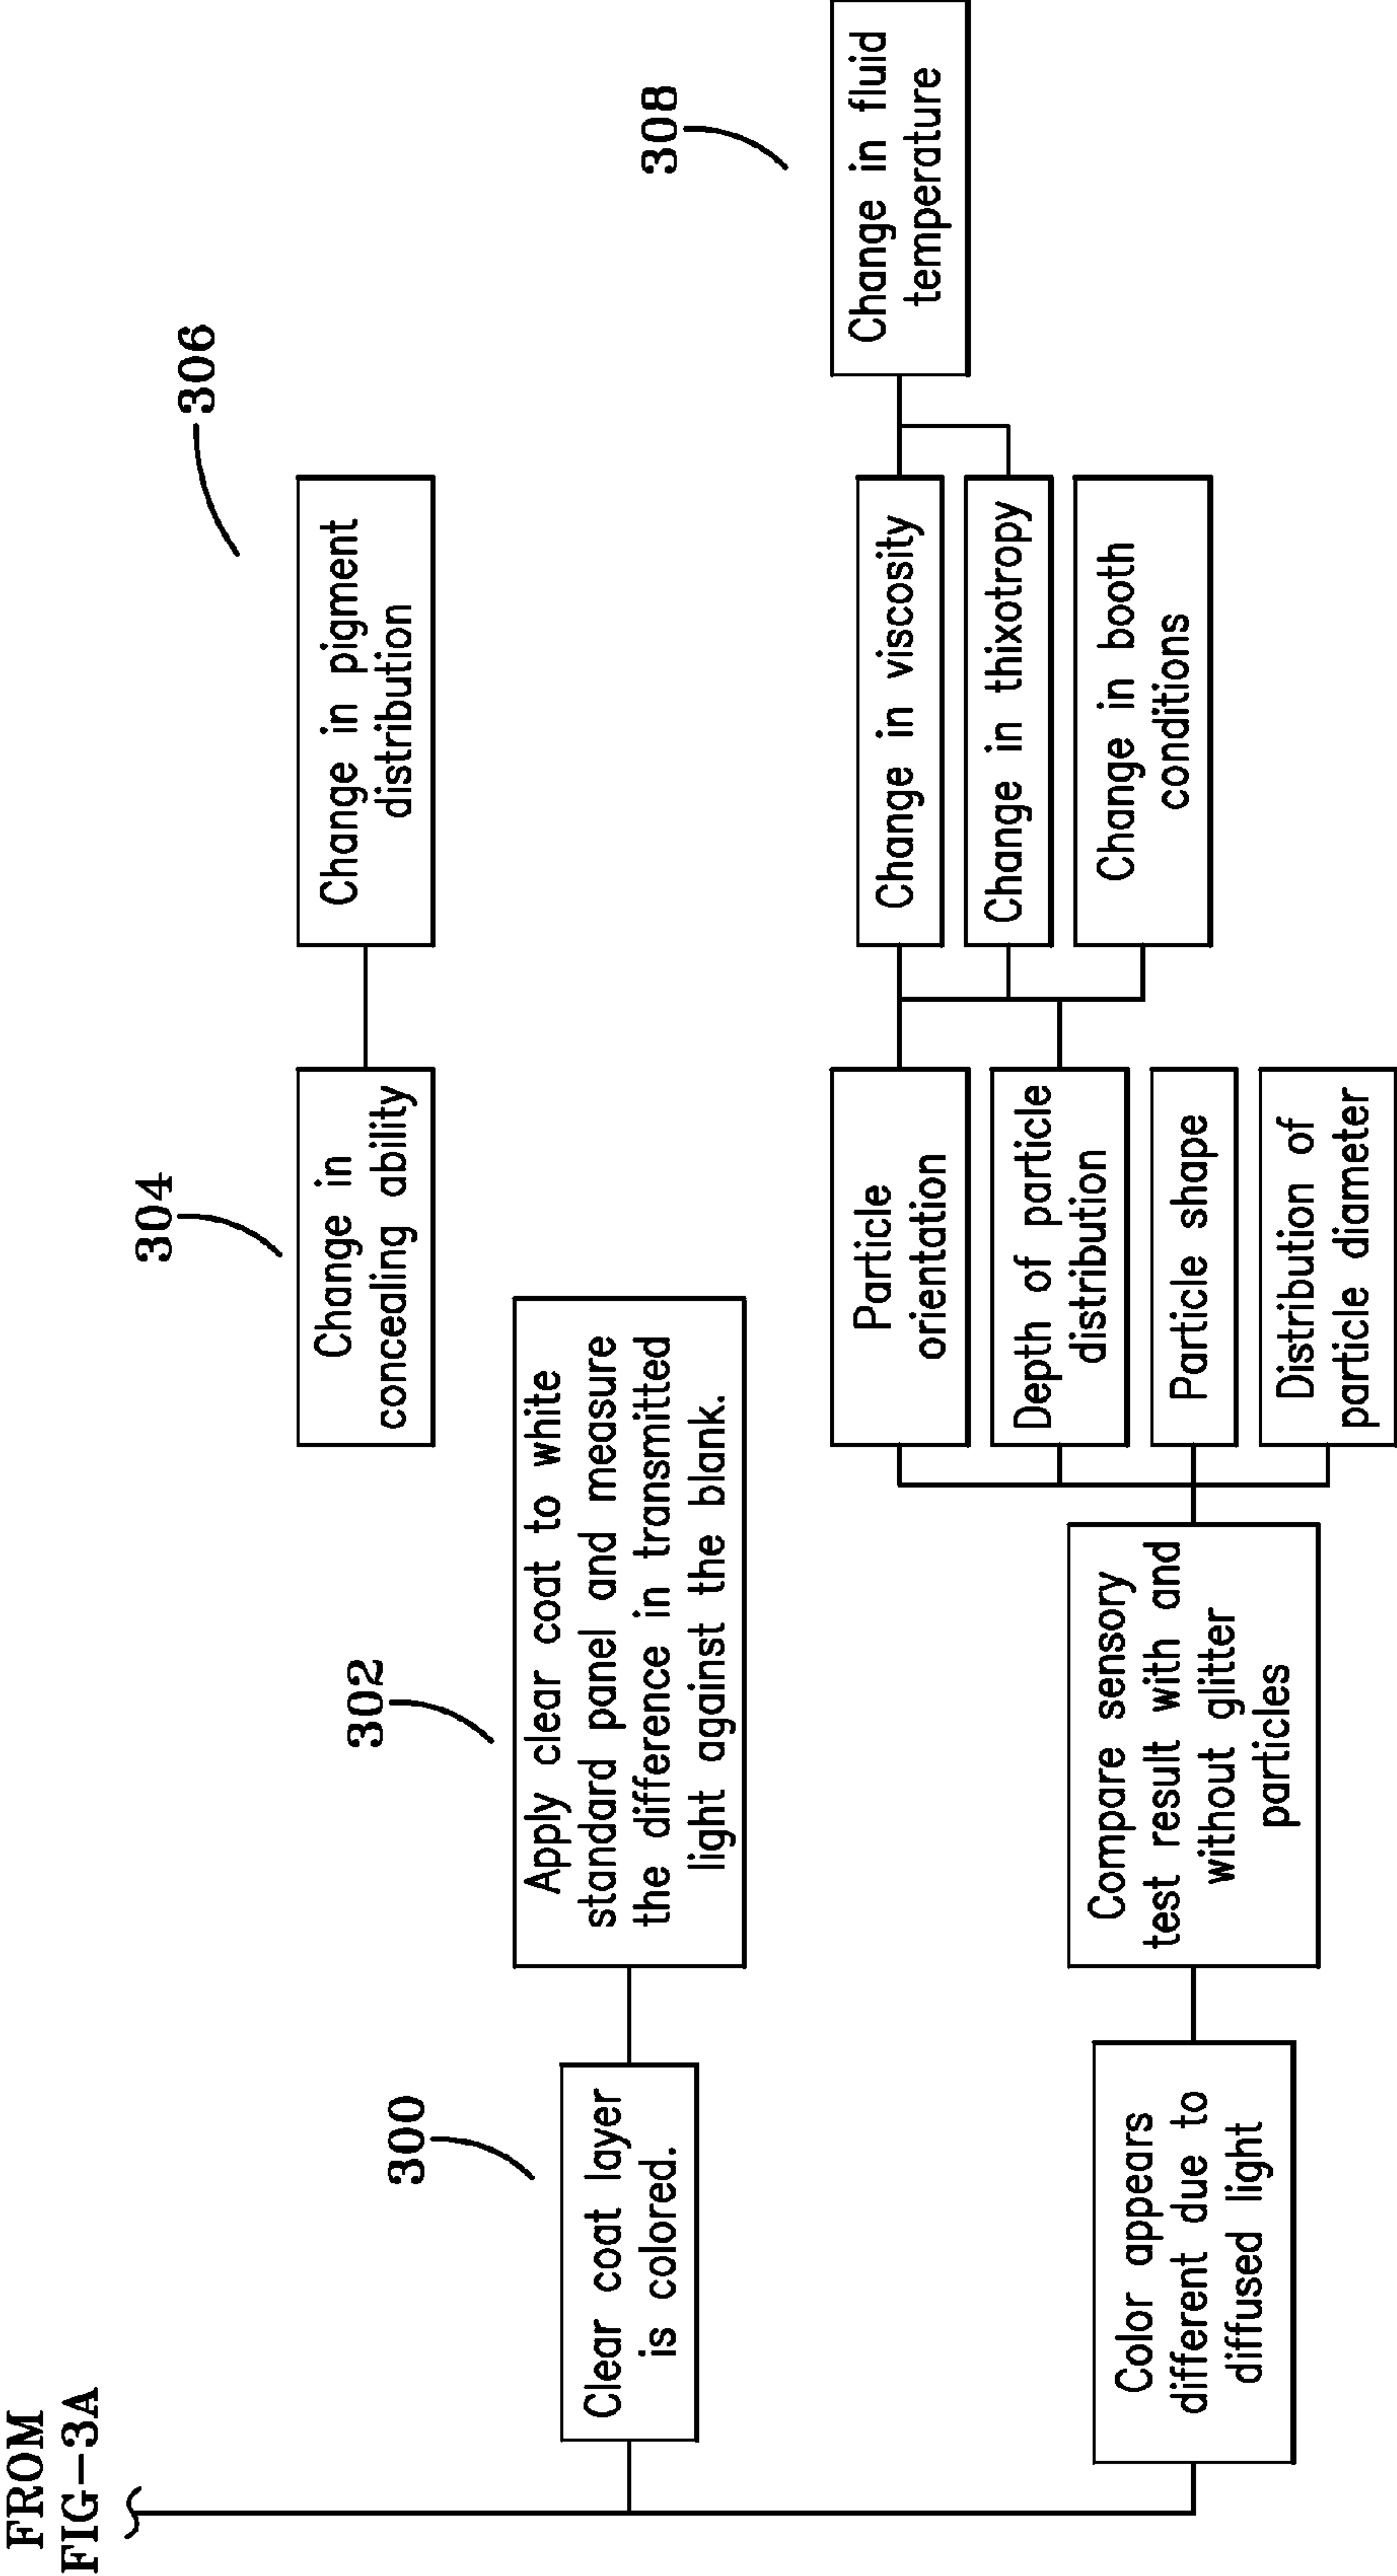 FROM
FIG-3A
300
Clear coat layer
is colored.
302
Apply clear coat to white
standard panel and measure
the difference in transmitted
light against the blank.
304
Change in
concealing ability
306
Change in pigment
distribution
Color appears
different due to
diffused light
Compare sensory
test result with and
without glitter
particles
Particle
orientation
Depth of particle
distribution
Particle shape
Distribution of
particle diameter
Change in viscosity
Change in thixotropy
Change in booth
conditions
308
Change in fluid
temperature